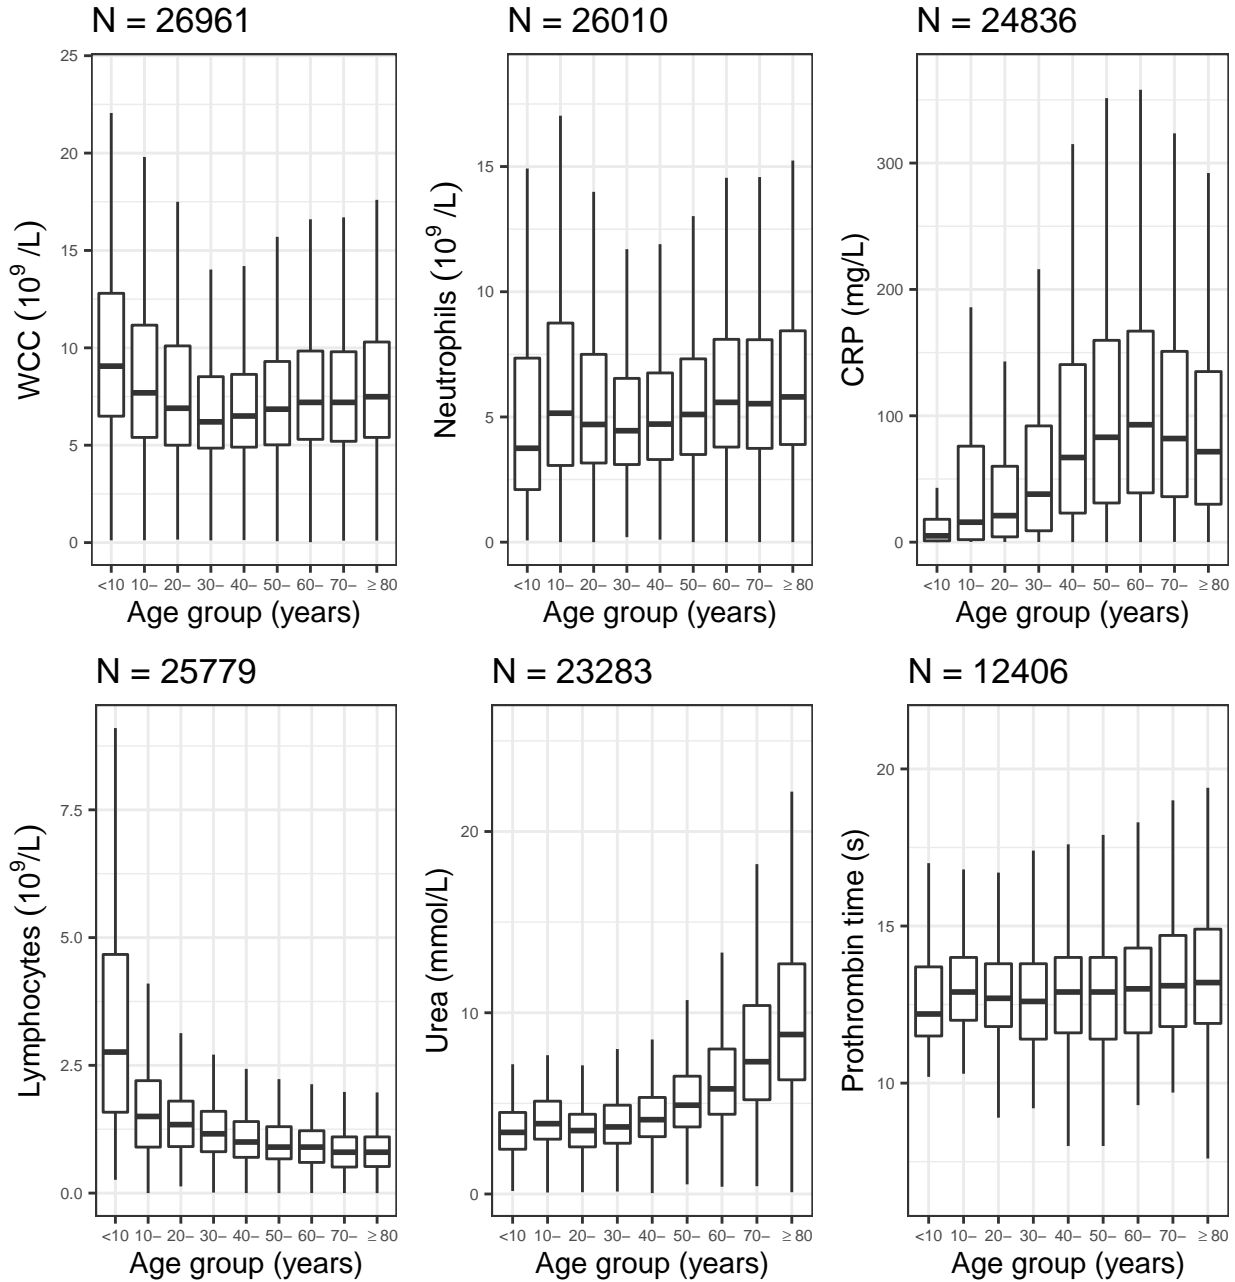 N = 26961
N = 26010
N = 24836
WCC (10⁹ /L)
25
20
15
10
5
0
<10 10– 20– 30– 40– 50– 60– 70– ≥ 80
Age group (years)
Neutrophils (10⁹ /L)
15
10
5
0
<10 10– 20– 30– 40– 50– 60– 70– ≥ 80
Age group (years)
CRP (mg/L)
300
200
100
0
<10 10– 20– 30– 40– 50– 60– 70– ≥ 80
Age group (years)
N = 25779
N = 23283
N = 12406
Lymphocytes (10⁹/L)
7.5
5.0
2.5
0.0
<10 10– 20– 30– 40– 50– 60– 70– ≥ 80
Age group (years)
Urea (mmol/L)
20
10
0
<10 10– 20– 30– 40– 50– 60– 70– ≥ 80
Age group (years)
Prothrombin time (s)
20
15
10
<10 10– 20– 30– 40– 50– 60– 70– ≥ 80
Age group (years)